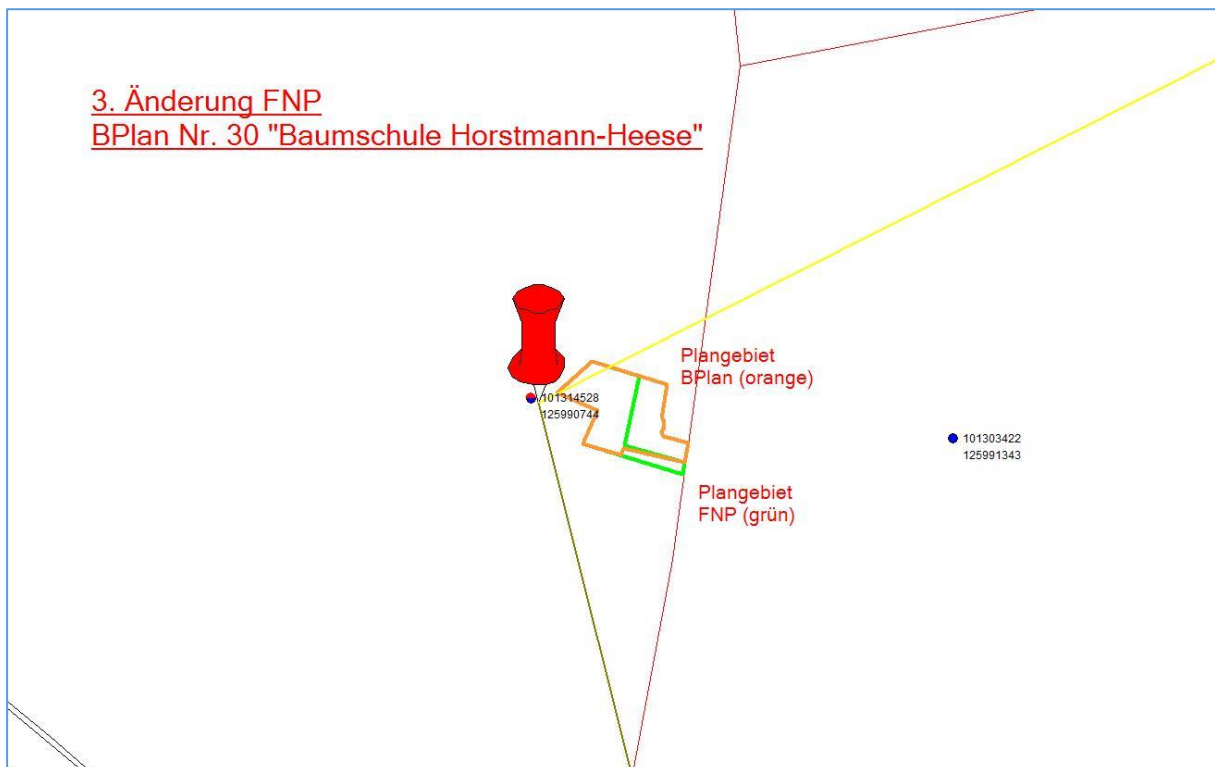 3. Änderung FNP
BPlan Nr. 30 "Baumschule Horstmann-Heese"
Plangebiet
BPlan (orange)
101314528
125990744
101303422
125991343
Plangebiet
FNP (grün)